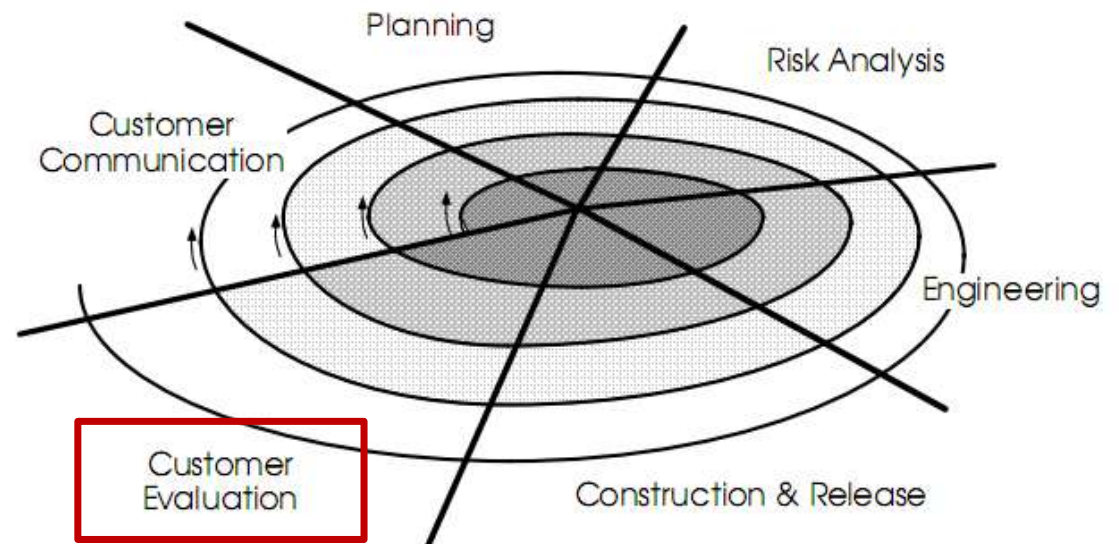 Planning
Risk Analysis
Customer
Communication
Engineering
Customer
Evaluation
Construction & Release